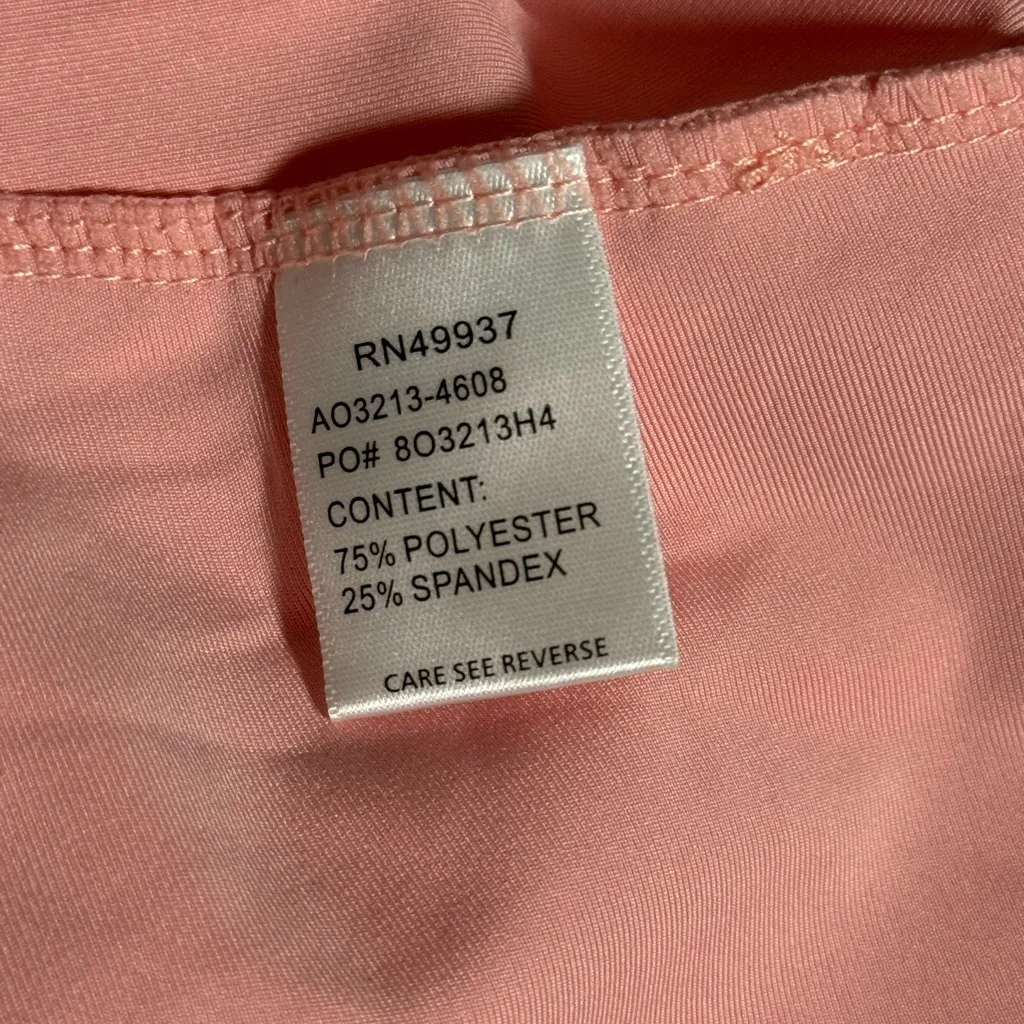 RN49937
AO3213-4608
PO# 8O3213H4
CONTENT:
75% POLYESTER
25% SPANDEX
CARE SEE REVERSE